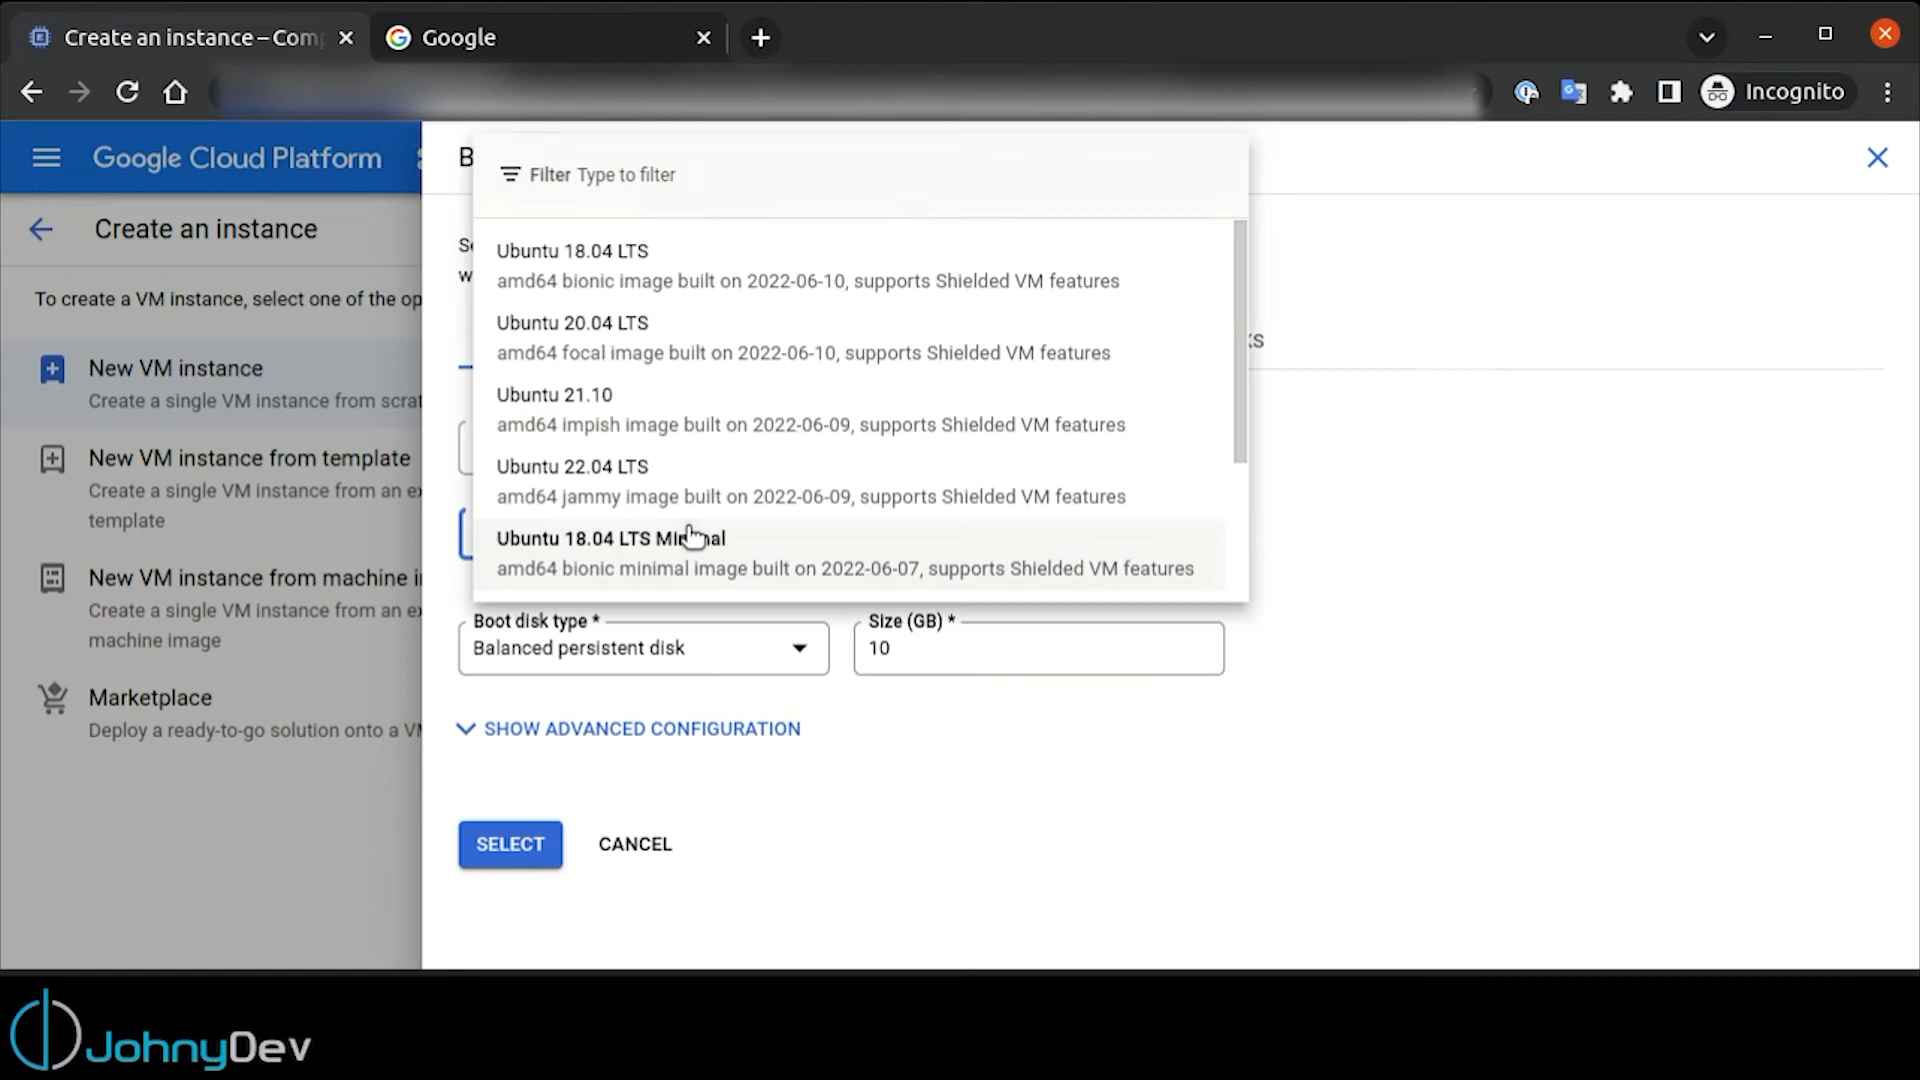 Create an instance – Com
Google
Incognito
Google Cloud Platform
B
Filter Type to filter
Create an instance
Se
w
To create a VM instance, select one of the op
Ubuntu 18.04 LTS
amd64 bionic image built on 2022-06-10, supports Shielded VM features
Ubuntu 20.04 LTS
amd64 focal image built on 2022-06-10, supports Shielded VM features
KS
New VM instance
Create a single VM instance from scrat
Ubuntu 21.10
amd64 impish image built on 2022-06-09, supports Shielded VM features
New VM instance from template
Create a single VM instance from an ex
template
Ubuntu 22.04 LTS
amd64 jammy image built on 2022-06-09, supports Shielded VM features
Ubuntu 18.04 LTS Minimal
amd64 bionic minimal image built on 2022-06-07, supports Shielded VM features
New VM instance from machine i
Create a single VM instance from an ex
machine image
Boot disk type *
Balanced persistent disk
Size (GB) *
10
Marketplace
Deploy a ready-to-go solution onto a VM
SHOW ADVANCED CONFIGURATION
SELECT
CANCEL
JohnyDev